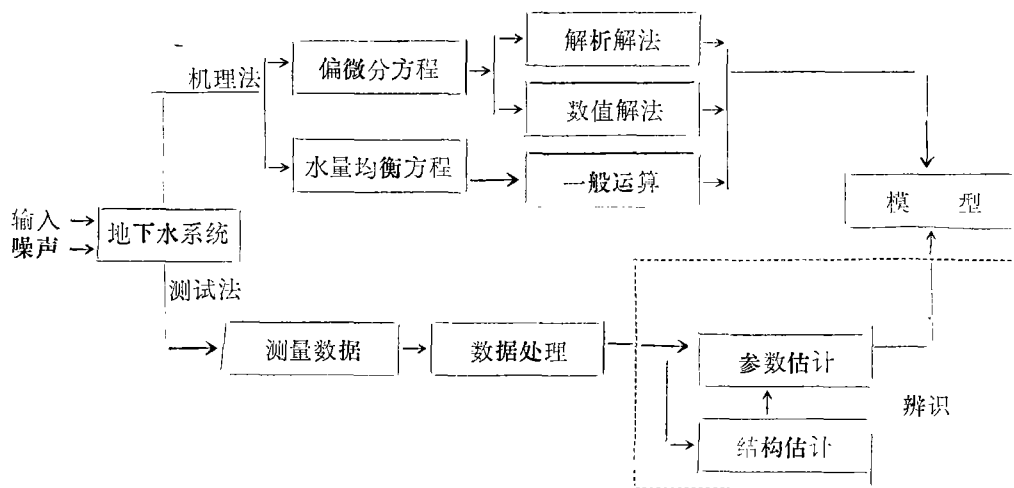 解析解法
机理法
偏微分方程
数值解法
水量均衡方程
一般运算
模 型
输入
噪声
地下水系统
测试法
测量数据
数据处理
参数估计
辨识
结构估计